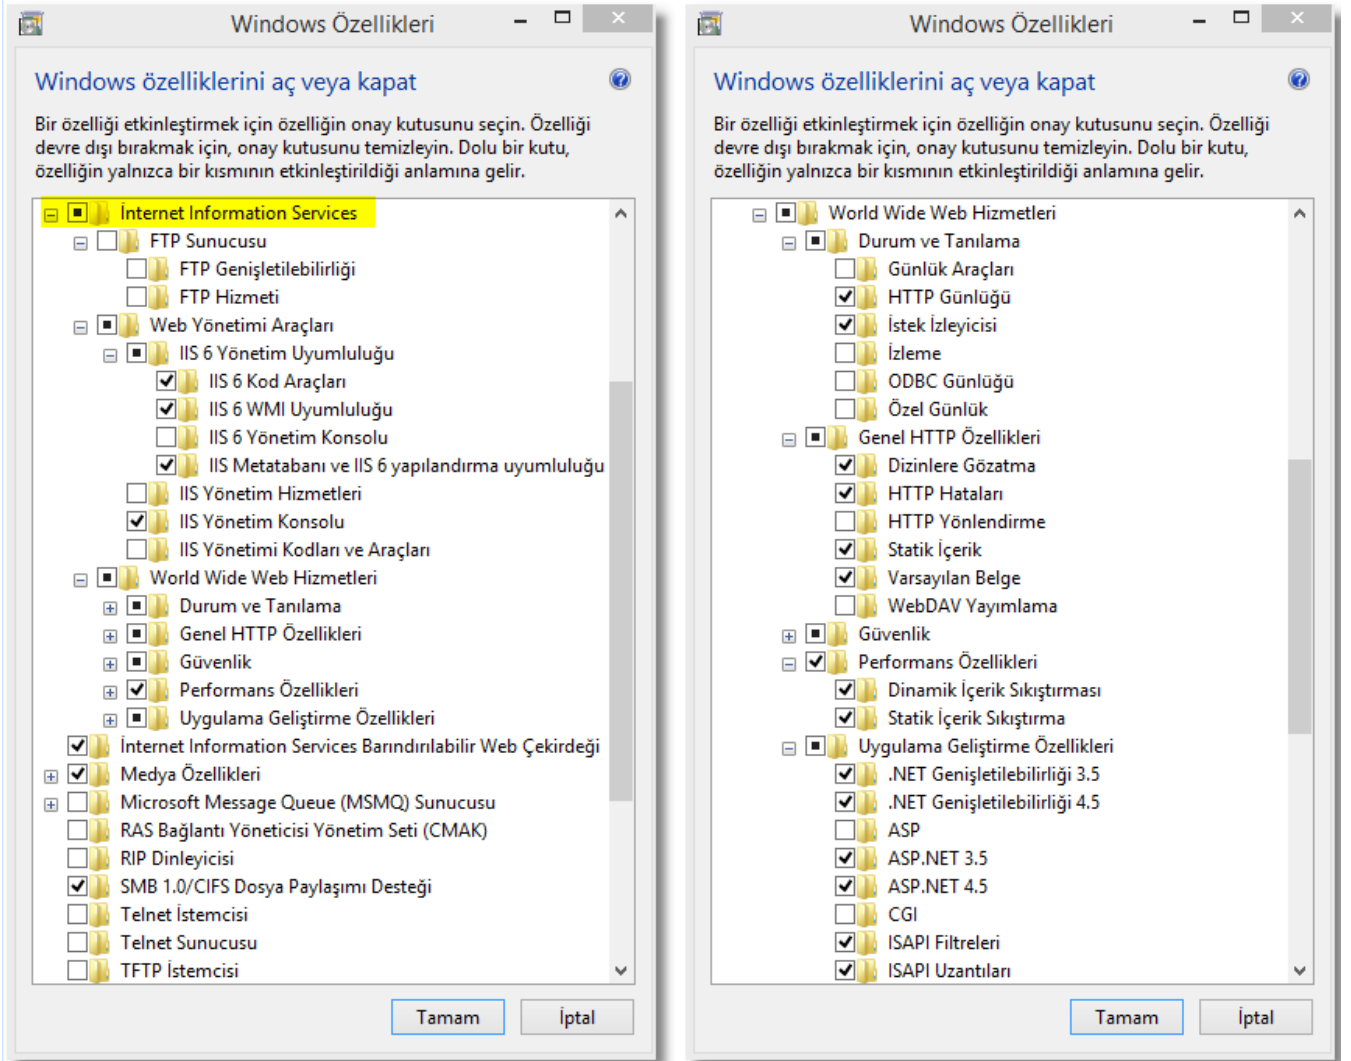 Windows Özellikleri
Windows özelliklerini aç veya kapat
Bir özelliği etkinleştirmek için özelliğin onay kutusunu seçin. Özelliği
devre dışı bırakmak için, onay kutusunu temizleyin. Dolu bir kutu,
özelliğin yalnızca bir kısmının etkinleştirildiği anlamına gelir.
İnternet Information Services
FTP Sunucusu
FTP Genişletilebilirliği
FTP Hizmeti
Web Yönetimi Araçları
IIS 6 Yönetim Uyumluluğu
IIS 6 Kod Araçları
IIS 6 WMI Uyumluluğu
IIS 6 Yönetim Konsolu
IIS Metatabanı ve IIS 6 yapılandırma uyumluluğu
IIS Yönetim Hizmetleri
IIS Yönetim Konsolu
IIS Yönetimi Kodları ve Araçları
World Wide Web Hizmetleri
Durum ve Tanılama
Genel HTTP Özellikleri
Güvenlik
Performans Özellikleri
Uygulama Geliştirme Özellikleri
İnternet Information Services Barındırılabilir Web Çekirdeği
Medya Özellikleri
Microsoft Message Queue (MSMQ) Sunucusu
RAS Bağlantı Yöneticisi Yönetim Seti (CMAK)
RIP Dinleyicisi
SMB 1.0/CIFS Dosya Paylaşımı Desteği
Telnet İstemcisi
Telnet Sunucusu
TFTP İstemcisi
Tamam
İptal
Windows Özellikleri
Windows özelliklerini aç veya kapat
Bir özelliği etkinleştirmek için özelliğin onay kutusunu seçin. Özelliği
devre dışı bırakmak için, onay kutusunu temizleyin. Dolu bir kutu,
özelliğin yalnızca bir kısmının etkinleştirildiği anlamına gelir.
World Wide Web Hizmetleri
Durum ve Tanılama
Günlük Araçları
HTTP Günlüğü
İstek İzleyicisi
İzleme
ODBC Günlüğü
Özel Günlük
Genel HTTP Özellikleri
Dizinlere Gözatma
HTTP Hataları
HTTP Yönlendirme
Statik İçerik
Varsayılan Belge
WebDAV Yayımlama
Güvenlik
Performans Özellikleri
Dinamik İçerik Sıkıştırması
Statik İçerik Sıkıştırma
Uygulama Geliştirme Özellikleri
.NET Genişletilebilirliği 3.5
.NET Genişletilebilirliği 4.5
ASP
ASP.NET 3.5
ASP.NET 4.5
CGI
ISAPI Filtreleri
ISAPI Uzantıları
Tamam
İptal